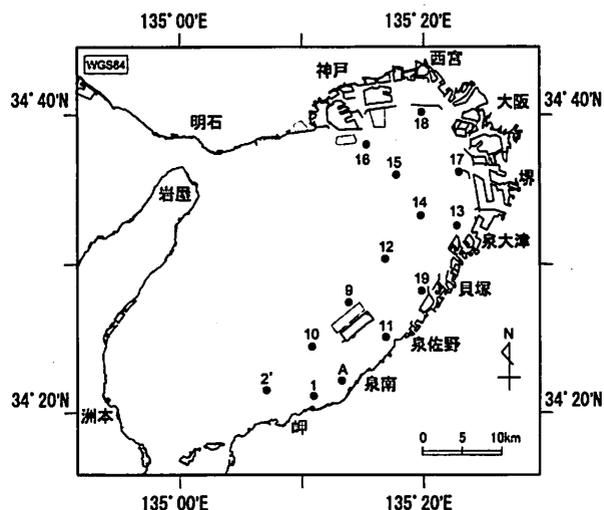 135°00'E
135°20'E
WGS84
西宮
神戸
34°40'N
34°40'N
大阪
明石
18
16
15
17
堺
岩屋
14
13
泉大津
12
19
貝塚
9
10
11
泉佐野
N
A
2'
1
泉南
34°20'N
34°20'N
洲本
岬
0 5 10km
135°00'E
135°20'E